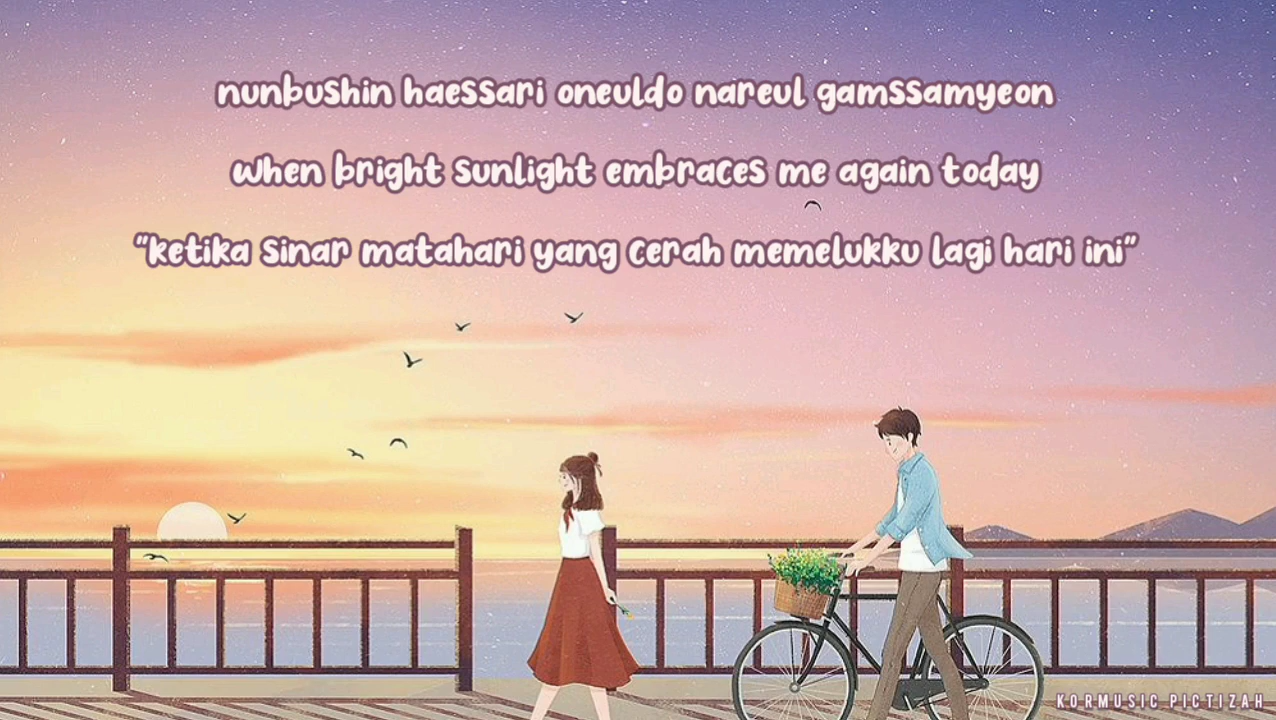 nunbushin haessari oneuldo nareul gamssamyeon
when bright sunlight embraces me again today
"ketika sinar matahari yang cerah memelukku lagi hari ini"
KORMUSIC PICTIZAH